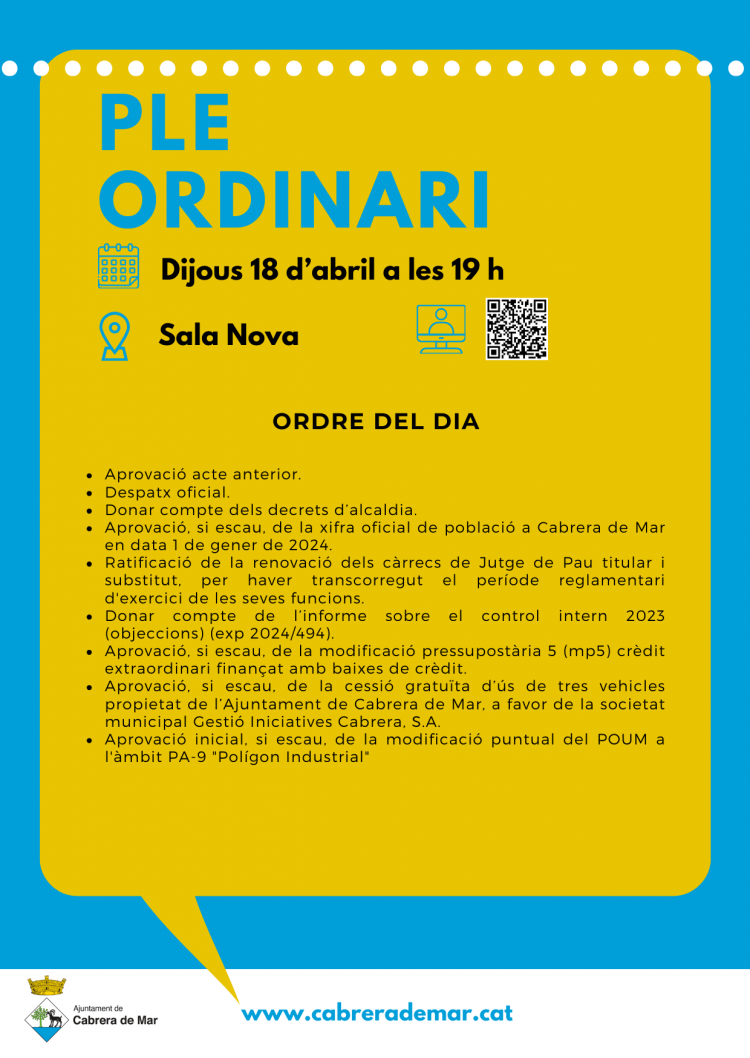 PLE
ORDINARI
Dijous 18 d’abril a les 19 h
Sala Nova
ORDRE DEL DIA
• Aprovació acte anterior.
• Despatx oficial.
• Donar compte dels decrets d’alcaldia.
• Aprovació, si escau, de la xifra oficial de població a Cabrera de Mar
en data 1 de gener de 2024.
• Ratificació de la renovació dels càrrecs de Jutge de Pau titular i
substitut, per haver transcorregut el període reglamentari
d'exercici de les seves funcions.
• Donar compte de l’informe sobre el control intern 2023
(objeccions) (exp 2024/494).
• Aprovació, si escau, de la modificació pressupostària 5 (mp5) crèdit
extraordinari finançat amb baixes de crèdit.
• Aprovació, si escau, de la cessió gratuïta d’ús de tres vehicles
propietat de l’Ajuntament de Cabrera de Mar, a favor de la societat
municipal Gestió Iniciatives Cabrera, S.A.
• Aprovació inicial, si escau, de la modificació puntual del POUM a
l'àmbit PA-9 "Polígon Industrial"
Ajuntament de
Cabrera de Mar
www.cabrerademar.cat